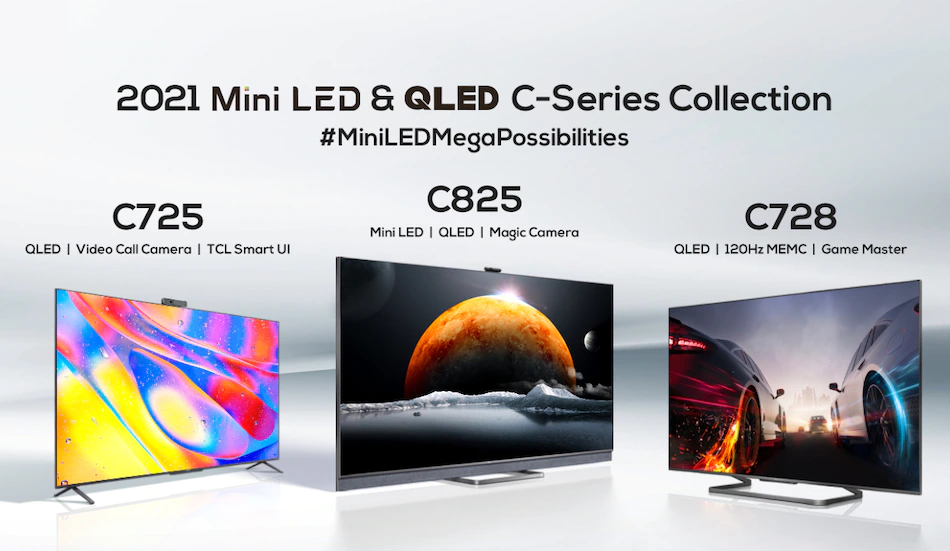 2021 Mini LED & QLED C-Series Collection
#MiniLEDMegaPossibilities
C725
QLED | Video Call Camera | TCL Smart UI
C825
Mini LED | QLED | Magic Camera
C728
QLED | 120Hz MEMC | Game Master